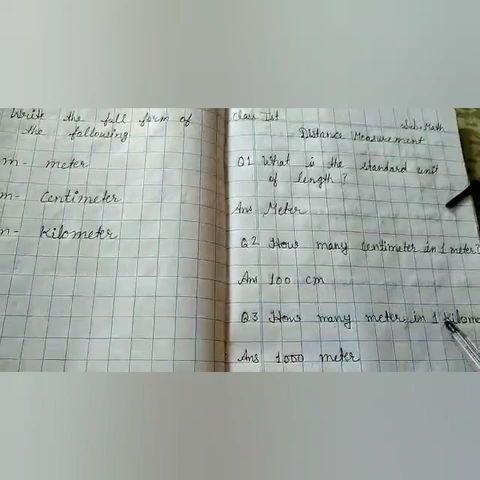 Write the full form of
the following
m- meter
m- Centimeter
m- Kilometer
Class Ist
Sub-Math
Distance Measurement
Q1 What is the standard unit
of length?
Ans Meter
Q2 How many Centimeter in 1 meter?
Ans 100 cm
Q3 How many meter in 1 Kilome
Ans 1000 meter